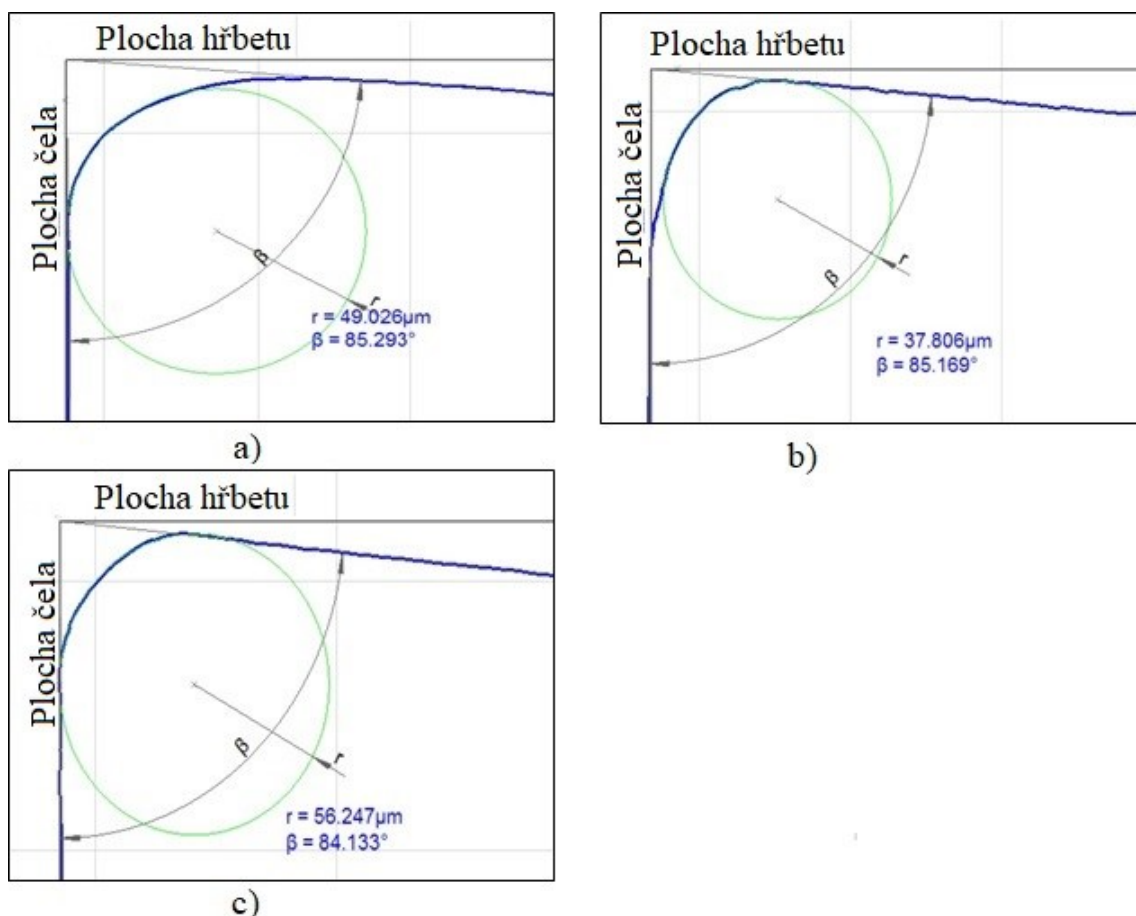 Plocha hřbetu
Plocha čela
β
r
r = 49.026µm
β = 85.293°
a)
Plocha hřbetu
Plocha čela
β
r
r = 37.806µm
β = 85.169°
b)
Plocha hřbetu
Plocha čela
β
r
r = 56.247µm
β = 84.133°
c)